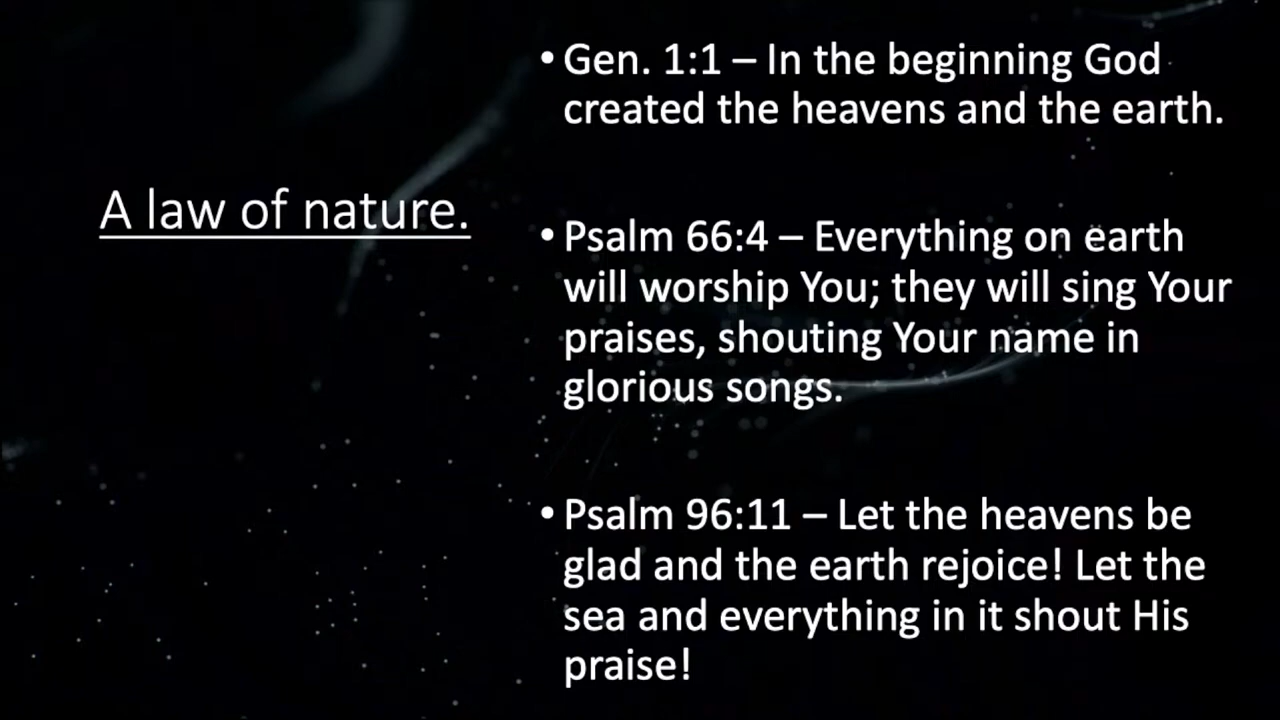 A law of nature.
• Gen. 1:1 – In the beginning God
created the heavens and the earth.
• Psalm 66:4 – Everything on earth
will worship You; they will sing Your
praises, shouting Your name in
glorious songs.
• Psalm 96:11 – Let the heavens be
glad and the earth rejoice! Let the
sea and everything in it shout His
praise!